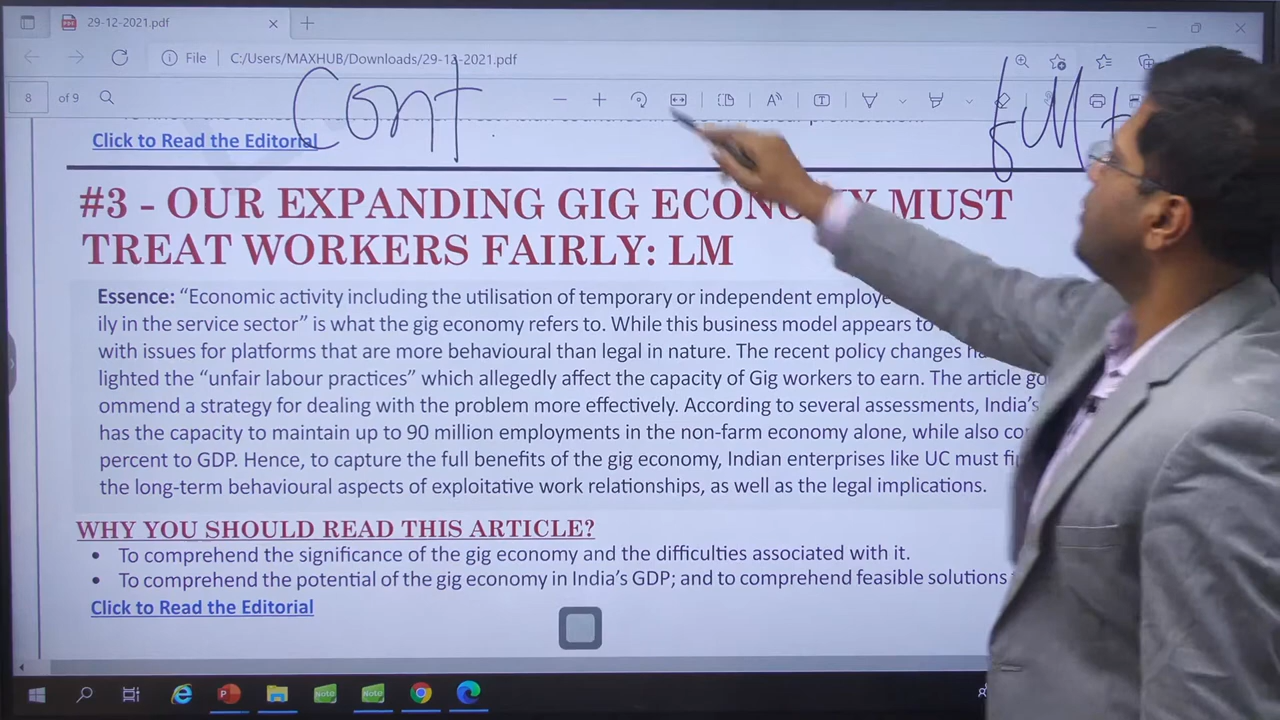 29-12-2021.pdf
File C:/Users/MAXHUB/Downloads/29-12-2021.pdf
8 of 9
Cont
full t
Click to Read the Editorial
#3 - OUR EXPANDING GIG ECONOMY MUST
TREAT WORKERS FAIRLY: LM
Essence: “Economic activity including the utilisation of temporary or independent employe
ily in the service sector” is what the gig economy refers to. While this business model appears to
with issues for platforms that are more behavioural than legal in nature. The recent policy changes ha
lighted the “unfair labour practices” which allegedly affect the capacity of Gig workers to earn. The article go
ommend a strategy for dealing with the problem more effectively. According to several assessments, India’s
has the capacity to maintain up to 90 million employments in the non-farm economy alone, while also co
percent to GDP. Hence, to capture the full benefits of the gig economy, Indian enterprises like UC must fi
the long-term behavioural aspects of exploitative work relationships, as well as the legal implications.
WHY YOU SHOULD READ THIS ARTICLE?
• To comprehend the significance of the gig economy and the difficulties associated with it.
• To comprehend the potential of the gig economy in India’s GDP; and to comprehend feasible solutions
Click to Read the Editorial